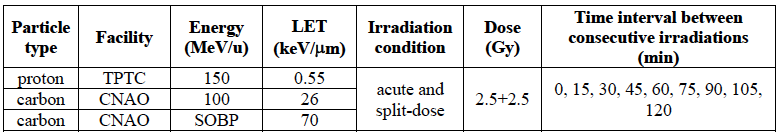 Particle type Facility Energy (MeV/u) LET (keV/µm) Irradiation condition Dose (Gy) Time interval between consecutive irradiations (min)
proton TPTC 150 0.55 acute and split-dose 2.5+2.5 0, 15, 30, 45, 60, 75, 90, 105, 120
carbon CNAO 100 26
carbon CNAO SOBP 70